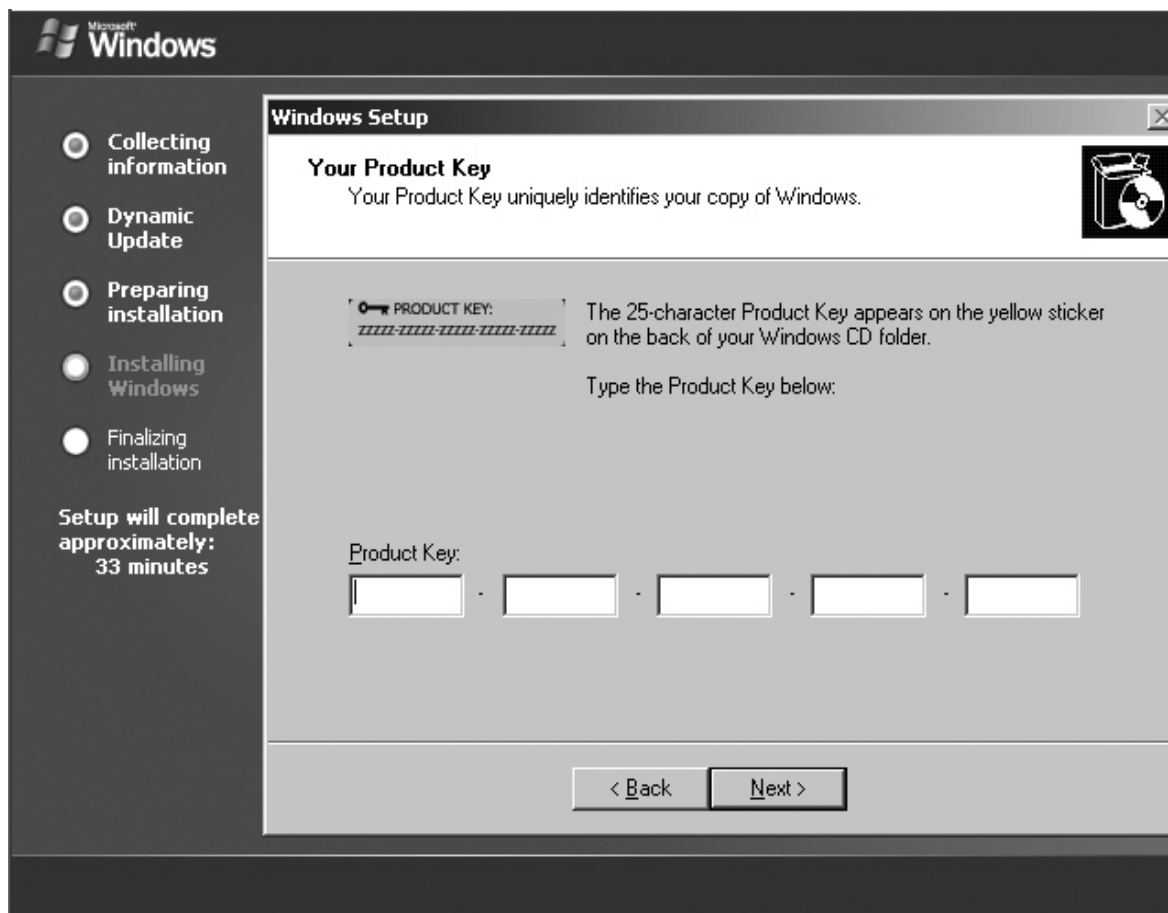 Microsoft
Windows
Collecting
information
Dynamic
Update
Preparing
installation
Installing
Windows
Finalizing
installation
Setup will complete
approximately:
33 minutes
Windows Setup
Your Product Key
Your Product Key uniquely identifies your copy of Windows.
PRODUCT KEY:
ZZZZZ-ZZZZZ-ZZZZZ-ZZZZZ-ZZZZZ
The 25-character Product Key appears on the yellow sticker
on the back of your Windows CD folder.
Type the Product Key below:
Product Key:
- - - -
< Back
Next >